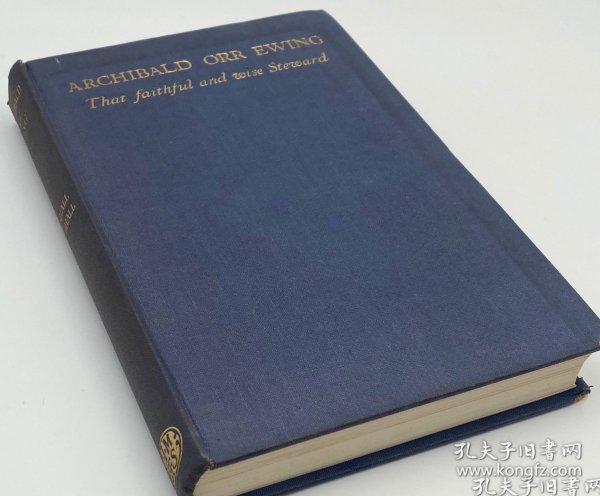 ARCHIBALD ORR EWING
That faithful and wise Steward
孔夫子旧书网
www.kongfz.com
孔夫子旧书网